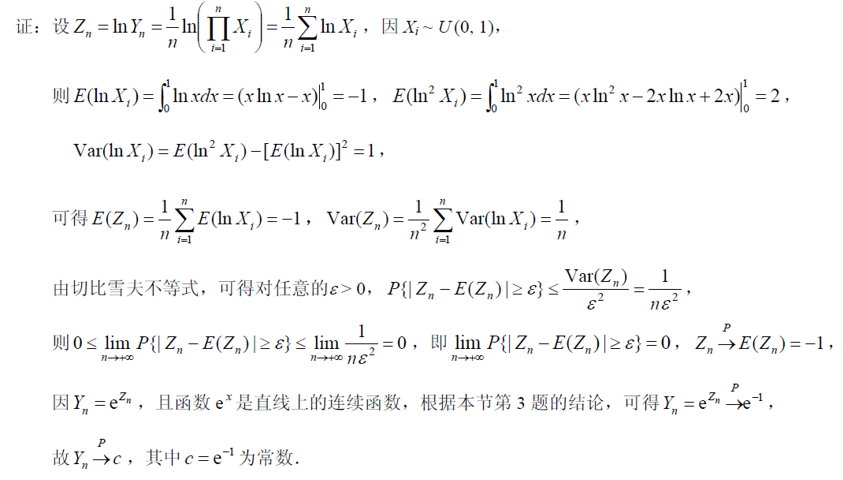 证：设 $Z_n = \ln Y_n = \frac{1}{n} \ln \left( \prod_{i=1}^{n} X_i \right) = \frac{1}{n} \sum_{i=1}^{n} \ln X_i$，因 $X_i \sim U(0, 1)$，
则 $E(\ln X_i) = \int_0^1 \ln x dx = (x \ln x - x) \big|_0^1 = -1$，$E(\ln^2 X_i) = \int_0^1 \ln^2 x dx = (x \ln^2 x - 2x \ln x + 2x) \big|_0^1 = 2$，
$\mathrm{Var}(\ln X_i) = E(\ln^2 X_i) - [E(\ln X_i)]^2 = 1$，
可得 $E(Z_n) = \frac{1}{n} \sum_{i=1}^{n} E(\ln X_i) = -1$，$\mathrm{Var}(Z_n) = \frac{1}{n^2} \sum_{i=1}^{n} \mathrm{Var}(\ln X_i) = \frac{1}{n}$，
由切比雪夫不等式，可得对任意的 $\varepsilon > 0$，$P\{| Z_n - E(Z_n) | \geq \varepsilon\} \leq \frac{\mathrm{Var}(Z_n)}{\varepsilon^2} = \frac{1}{n\varepsilon^2}$，
则 $0 \leq \lim_{n \to +\infty} P\{| Z_n - E(Z_n) | \geq \varepsilon\} \leq \lim_{n \to +\infty} \frac{1}{n\varepsilon^2} = 0$，即 $\lim_{n \to +\infty} P\{| Z_n - E(Z_n) | \geq \varepsilon\} = 0$，$Z_n \xrightarrow{P} E(Z_n) = -1$，
因 $Y_n = \mathrm{e}^{Z_n}$，且函数 $\mathrm{e}^x$ 是直线上的连续函数，根据本节第 3 题的结论，可得 $Y_n = \mathrm{e}^{Z_n} \xrightarrow{P} \mathrm{e}^{-1}$，
故 $Y_n \xrightarrow{P} c$，其中 $c = \mathrm{e}^{-1}$ 为常数．